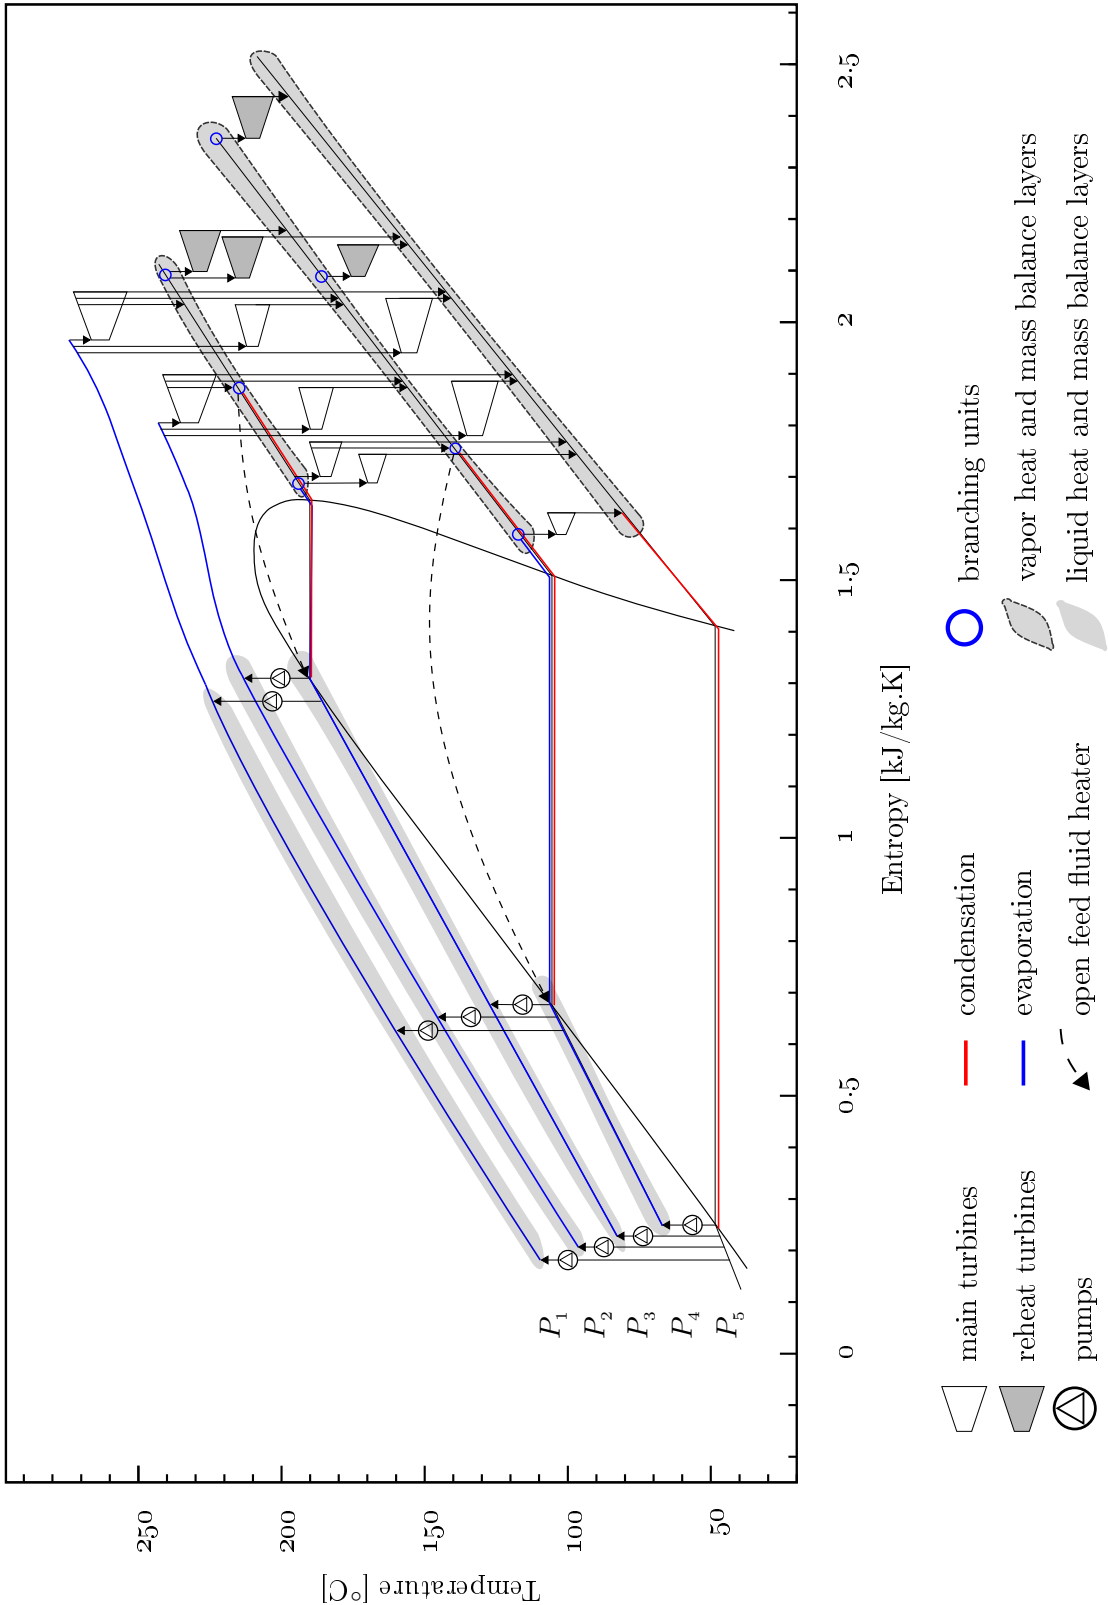 Temperature [°C]
250
200
150
100
50
P1
P2
P3
P4
P5
0
0.5
1
1.5
2
2.5
Entropy [kJ/kg.K]
main turbines
reheat turbines
pumps
condensation
evaporation
open feed fluid heater
branching units
vapor heat and mass balance layers
liquid heat and mass balance layers